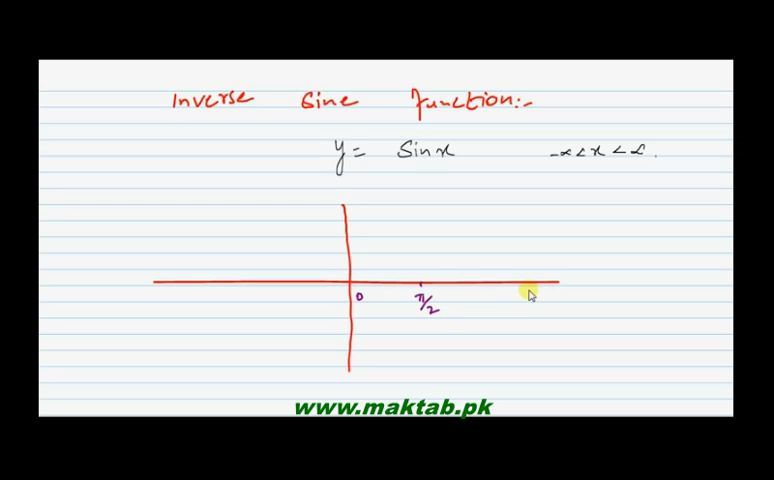 Inverse Sine function:-
y = Sin x -∞ < x < ∞.
0 π/2
www.maktab.pk